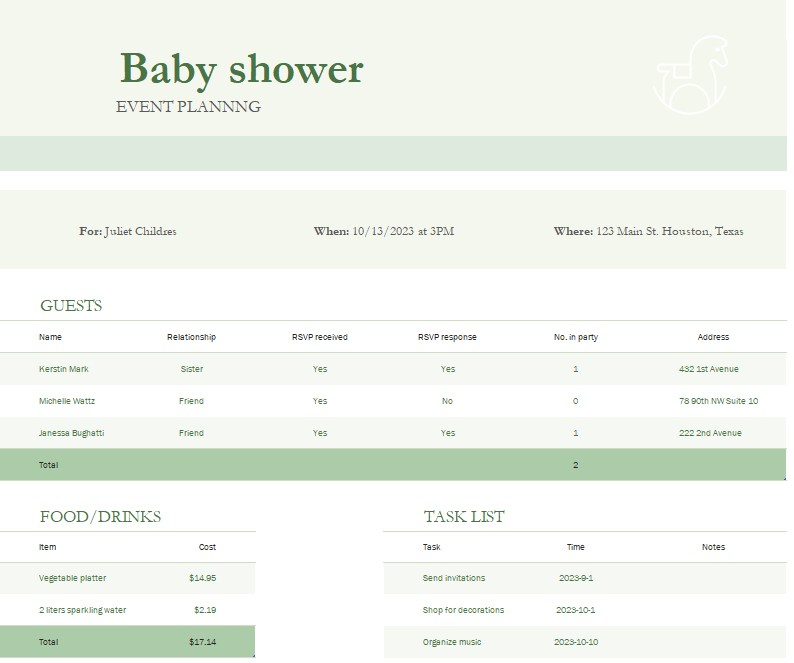 Baby shower
EVENT PLANNNG
For: Juliet Childres When: 10/13/2023 at 3PM Where: 123 Main St. Houston, Texas
GUESTS
Name Relationship RSVP received RSVP response No. in party Address
Kerstin Mark Sister Yes Yes 1 432 1st Avenue
Michelle Wattz Friend Yes No 0 78 90th NW Suite 10
Janessa Bughatti Friend Yes Yes 1 222 2nd Avenue
Total 2
FOOD/DRINKS
Item Cost
Vegetable platter $14.95
2 liters sparkling water $2.19
Total $17.14
TASK LIST
Task Time Notes
Send invitations 2023-9-1
Shop for decorations 2023-10-1
Organize music 2023-10-10